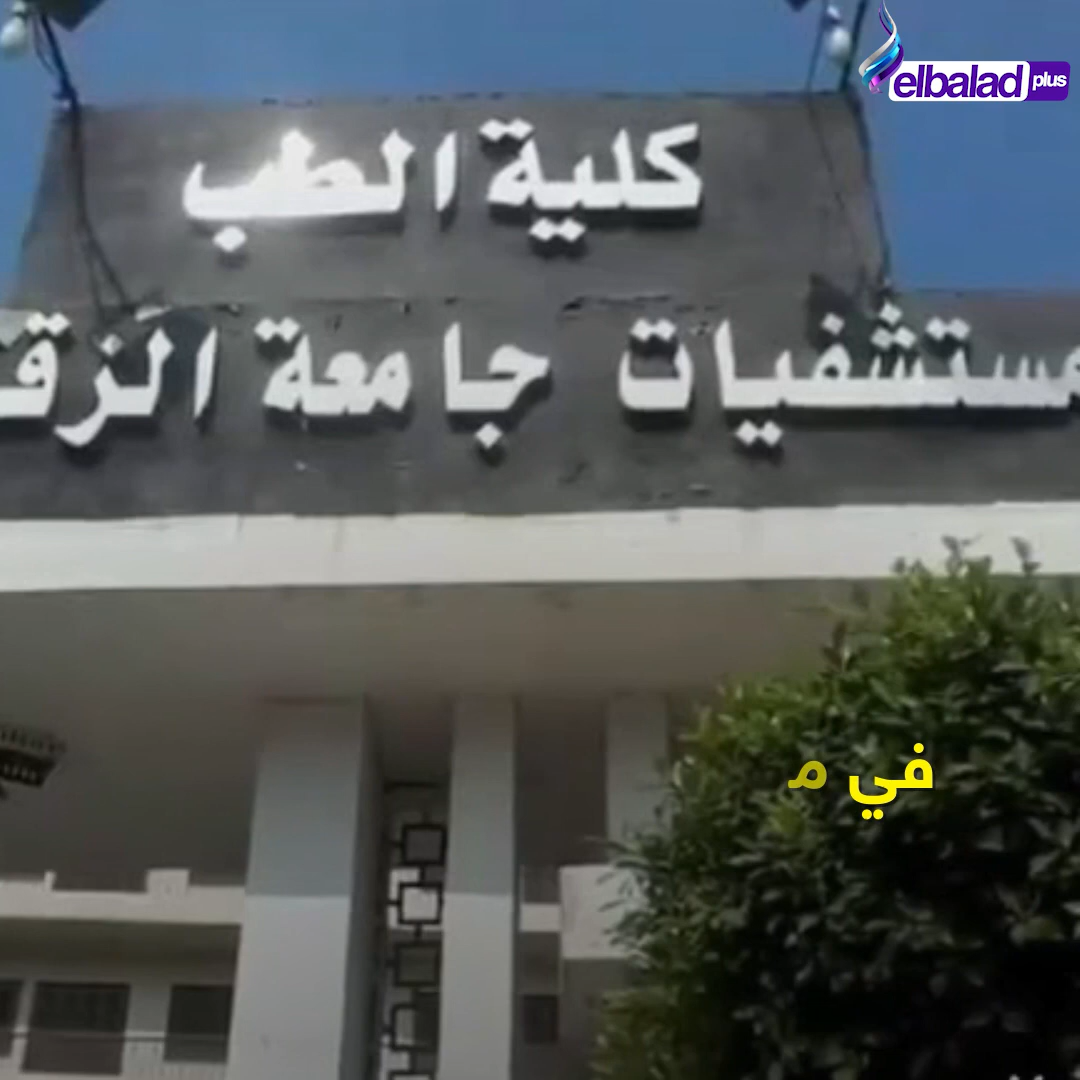 elbalad plus
كلية الطب
مستشفيات جامعة الزق
في م